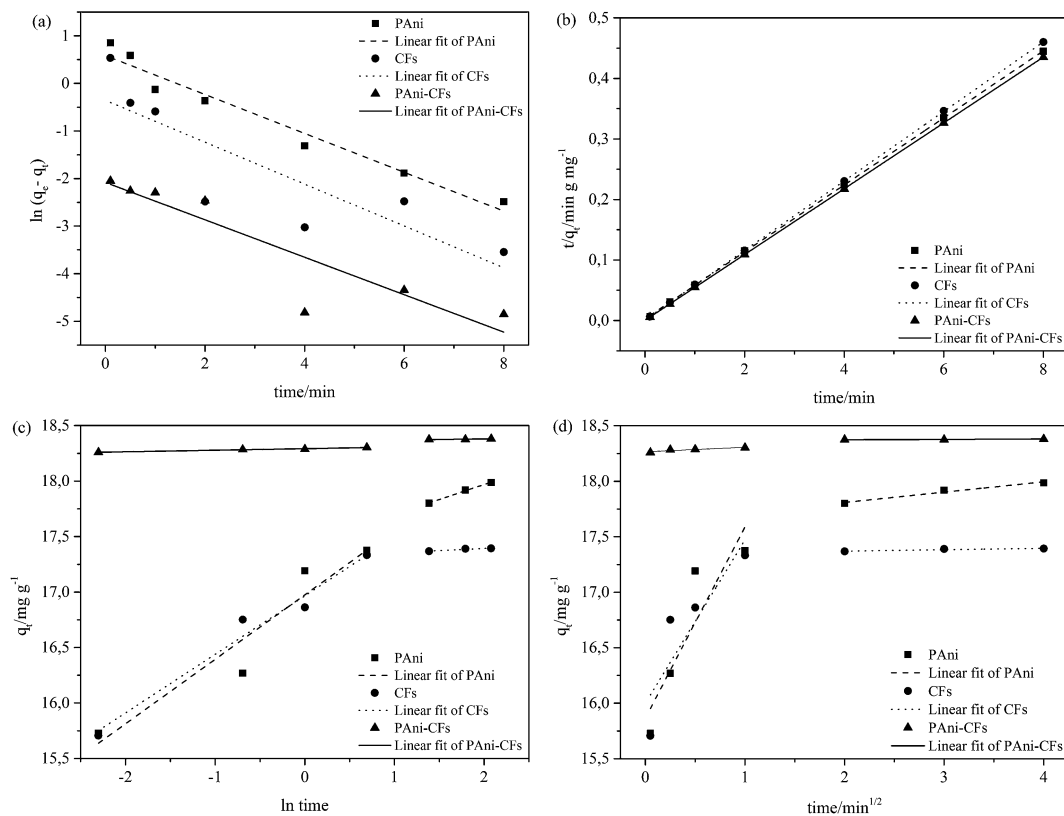 (a)
PAni
Linear fit of PAni
CFs
Linear fit of CFs
PAni-CFs
Linear fit of PAni-CFs
1
0
-1
-2
-3
-4
-5
ln (qe - qt)
0
2
4
6
8
time/min
(b)
0,5
0,4
0,3
0,2
0,1
0,0
t/qt/min g mg-1
PAni
Linear fit of PAni
CFs
Linear fit of CFs
PAni-CFs
Linear fit of PAni-CFs
0
2
4
6
8
time/min
(c)
18,5
18,0
17,5
17,0
16,5
16,0
15,5
qt/mg g-1
PAni
Linear fit of PAni
CFs
Linear fit of CFs
PAni-CFs
Linear fit of PAni-CFs
-2
-1
0
1
2
ln time
(d)
18,5
18,0
17,5
17,0
16,5
16,0
15,5
qt/mg g-1
PAni
Linear fit of PAni
CFs
Linear fit of CFs
PAni-CFs
Linear fit of PAni-CFs
0
1
2
3
4
time/min1/2